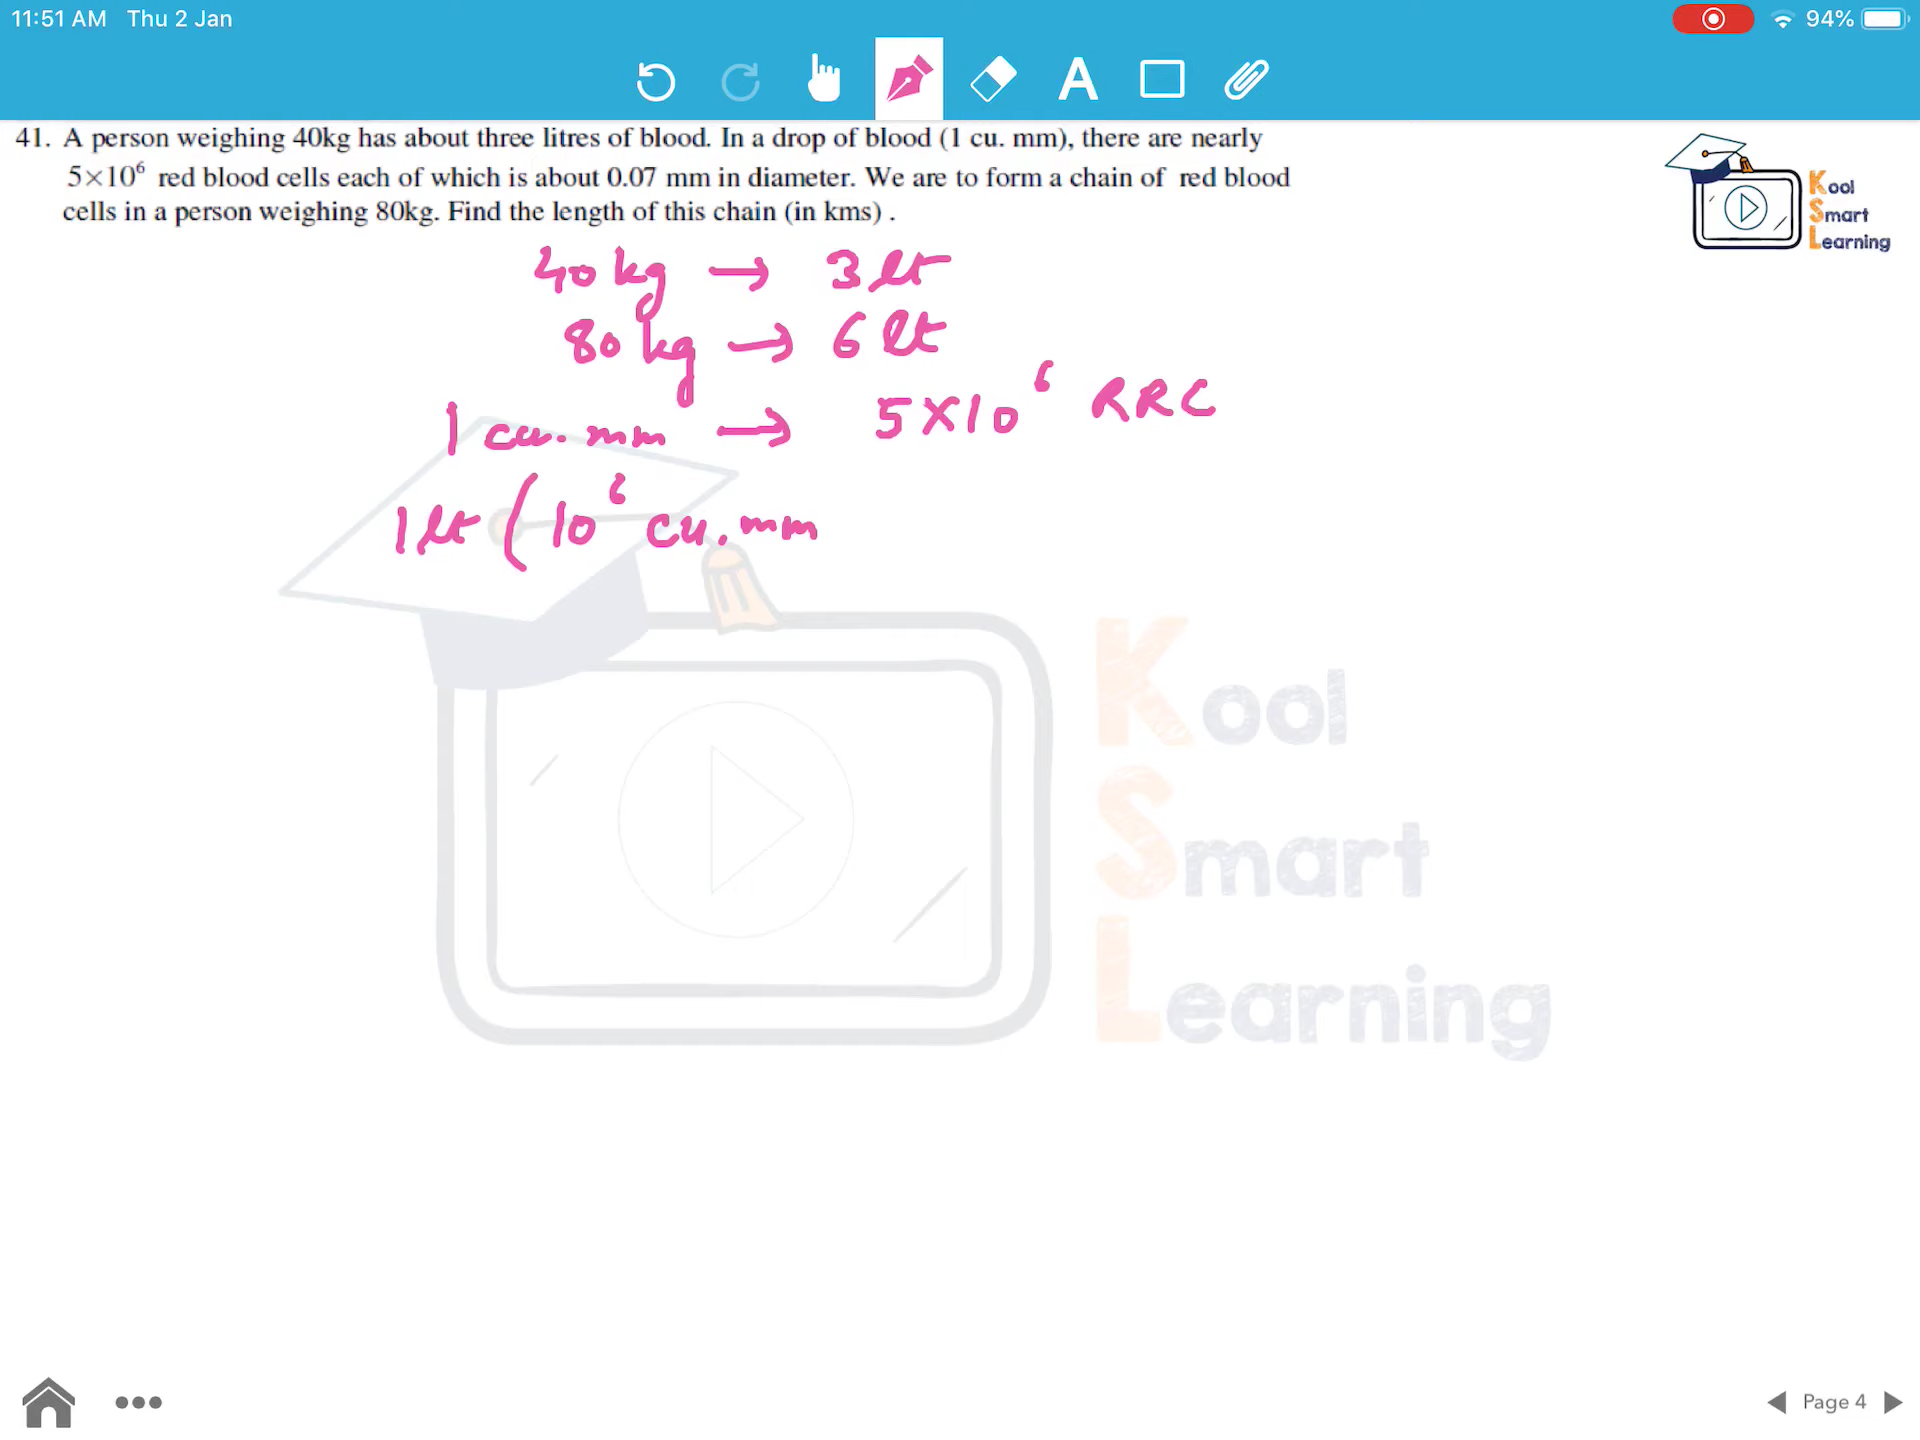 11:51 AM Thu 2 Jan
94%
A
41. A person weighing 40kg has about three litres of blood. In a drop of blood (1 cu. mm), there are nearly
5×10⁶ red blood cells each of which is about 0.07 mm in diameter. We are to form a chain of red blood
cells in a person weighing 80kg. Find the length of this chain (in kms) .
Kool
Smart
Learning
40 kg → 3 lt
80 kg → 6 lt
1 cu. mm → 5×10⁶ RRC
1 lt (10⁶ cu. mm
Kool
Smart
Learning
Page 4